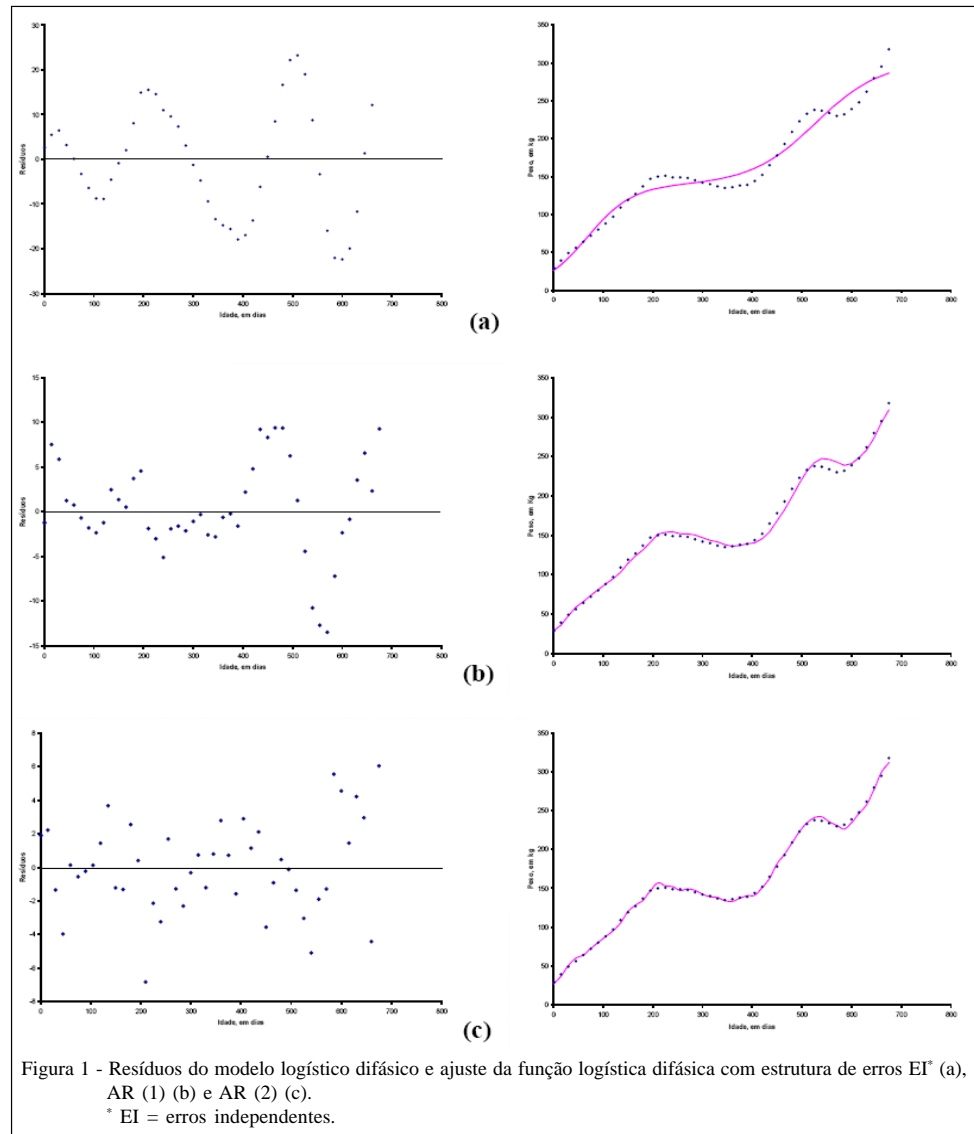 30
20
10
0
-10
-20
-30
Resíduos
0 100 200 300 400 500 600 700 800
Idade, em dias
350
300
250
200
150
100
50
0
Peso, em kg
0 100 200 300 400 500 600 700 800
Idade, em dias
(a)
15
10
5
0
-5
-10
-15
Resíduos
0 100 200 300 400 500 600 700 800
Idade, em dias
350
300
250
200
150
100
50
0
Peso, em Kg
0 100 200 300 400 500 600 700 800
Idade, em dias
(b)
8
6
4
2
0
-2
-4
-6
-8
Resíduos
0 100 200 300 400 500 600 700 800
Idade, em dias
350
300
250
200
150
100
50
0
Peso, em kg
0 100 200 300 400 500 600 700 800
Idade, em dias
(c)
Figura 1 - Resíduos do modelo logístico difásico e ajuste da função logística difásica com estrutura de erros EI* (a),
AR (1) (b) e AR (2) (c).
* EI = erros independentes.